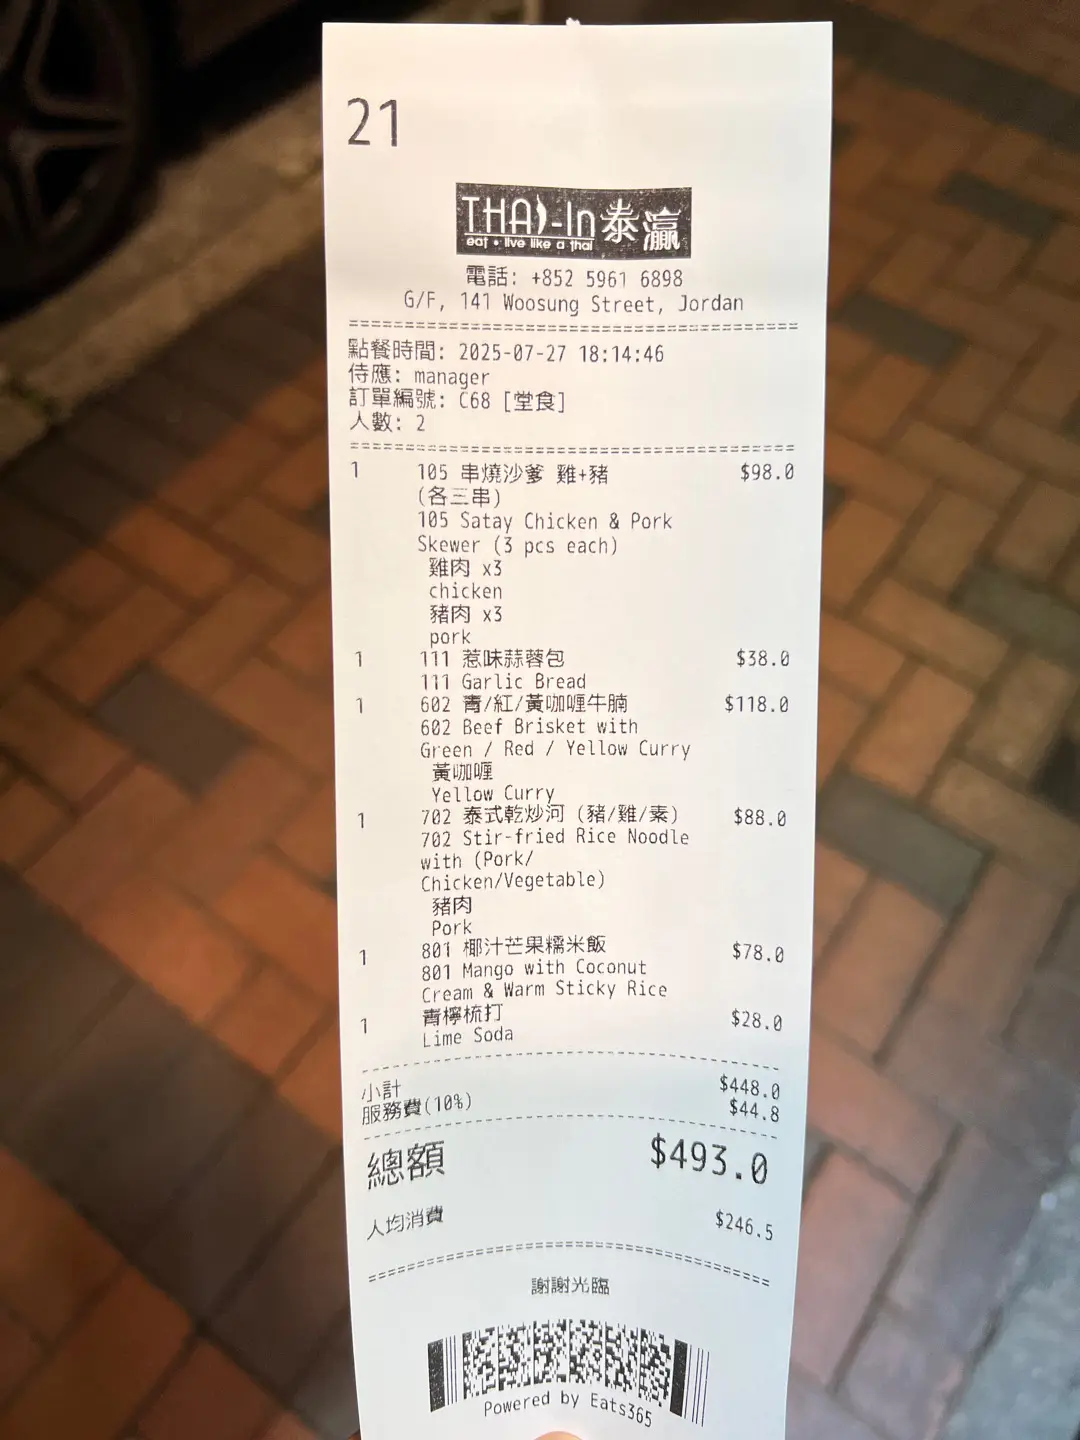 21
THAI-In 泰瀛
eat • live like a thai
電話: +852 5961 6898
G/F, 141 Woosung Street, Jordan
點餐時間: 2025-07-27 18:14:46
侍應: manager
訂單編號: C68 [堂食]
人數: 2
1 105 串燒沙爹 雞+豬 $98.0
(各三串)
105 Satay Chicken & Pork
Skewer (3 pcs each)
雞肉 x3
chicken
豬肉 x3
pork
1 111 惹味蒜蓉包 $38.0
111 Garlic Bread
1 602 青/紅/黃咖喱牛腩 $118.0
602 Beef Brisket with
Green / Red / Yellow Curry
黃咖喱
Yellow Curry
1 702 泰式乾炒河 (豬/雞/素) $88.0
702 Stir-fried Rice Noodle
with (Pork/
Chicken/Vegetable)
豬肉
Pork
1 801 椰汁芒果糯米飯 $78.0
801 Mango with Coconut
Cream & Warm Sticky Rice
1 青檸梳打 $28.0
Lime Soda
小計 $448.0
服務費(10%) $44.8
總額 $493.0
人均消費 $246.5
謝謝光臨
Powered by Eats365